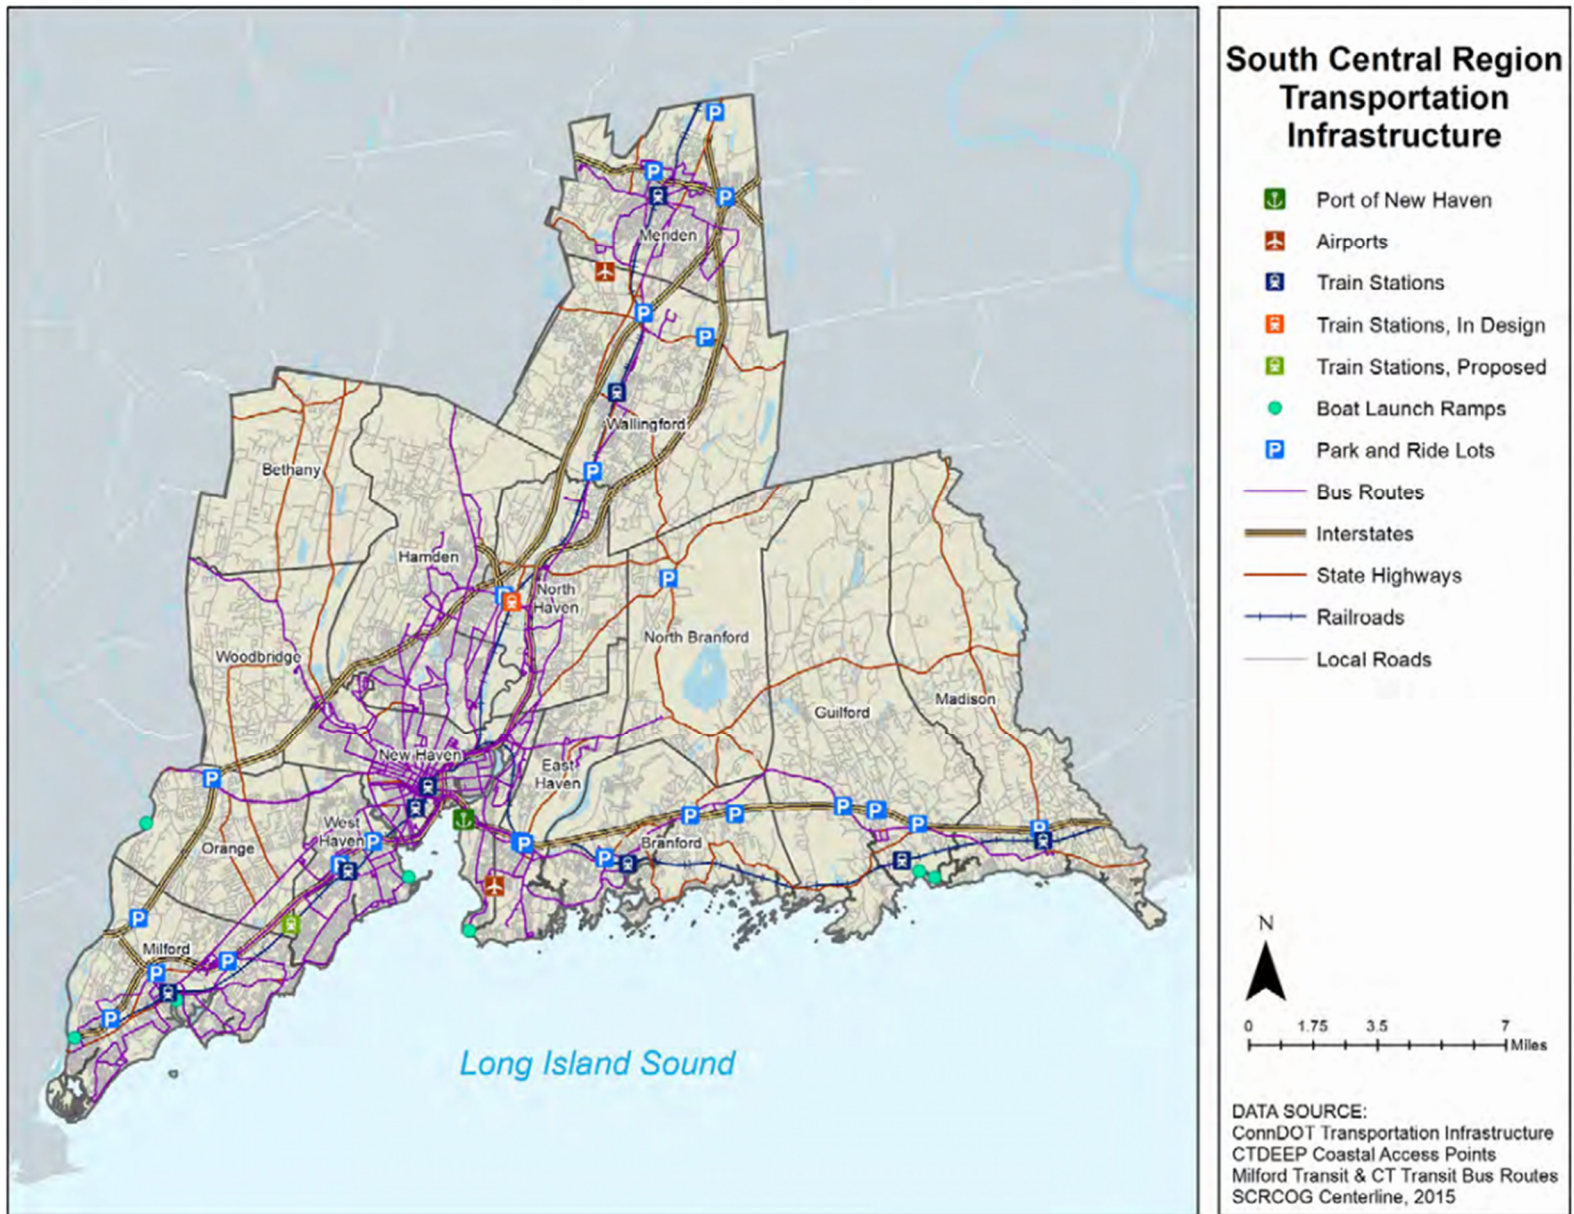 South Central Region
Transportation
Infrastructure
Port of New Haven
Airports
Train Stations
Train Stations, In Design
Train Stations, Proposed
Boat Launch Ramps
P Park and Ride Lots
Bus Routes
Interstates
State Highways
Railroads
Local Roads
N
0 1.75 3.5 7
Miles
DATA SOURCE:
ConnDOT Transportation Infrastructure
CTDEEP Coastal Access Points
Milford Transit & CT Transit Bus Routes
SCRCOG Centerline, 2015
P
P
P
Meriden
P
P
Wallingford
P
Bethany
Hamden
P
P
North
Haven
North Branford
Woodbridge
Madison
Guilford
New Haven
East
Haven
P
West
Haven
P
P
Orange
P
Branford
P
P
P
P
P
P
P
P
P
Milford
P
P
P
Long Island Sound